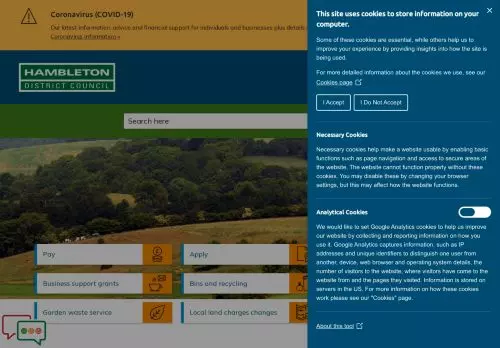 Coronavirus (COVID-19)
Our latest information, advice and financial support for individuals and businesses plus details
Coronavirus information »
HAMBLETON
DISTRICT COUNCIL
Search here
Pay
Apply
Business support grants
Bins and recycling
Garden waste service
Local land charges changes
This site uses cookies to store information on your
computer.
Some of these cookies are essential, while others help us to
improve your experience by providing insights into how the site is
being used.
For more detailed information about the cookies we use, see our
Cookies page
I Accept
I Do Not Accept
Necessary Cookies
Necessary cookies help make a website usable by enabling basic
functions such as page navigation and access to secure areas of
the website. The website cannot function properly without these
cookies. You may disable these by changing your browser
settings, but this may affect how the website functions.
Analytical Cookies
We would like to set Google Analytics cookies to help us improve
our website by collecting and reporting information on how you
use it. Google Analytics captures information, such as IP
addresses and unique identifiers to distinguish one user from
another, device, web browser and operating system details, the
number of visitors to the website, where visitors have come to the
website from and the pages they visited. Information is stored on
servers in the US. For more information on how these cookies
work please see our "Cookies" page.
About this tool